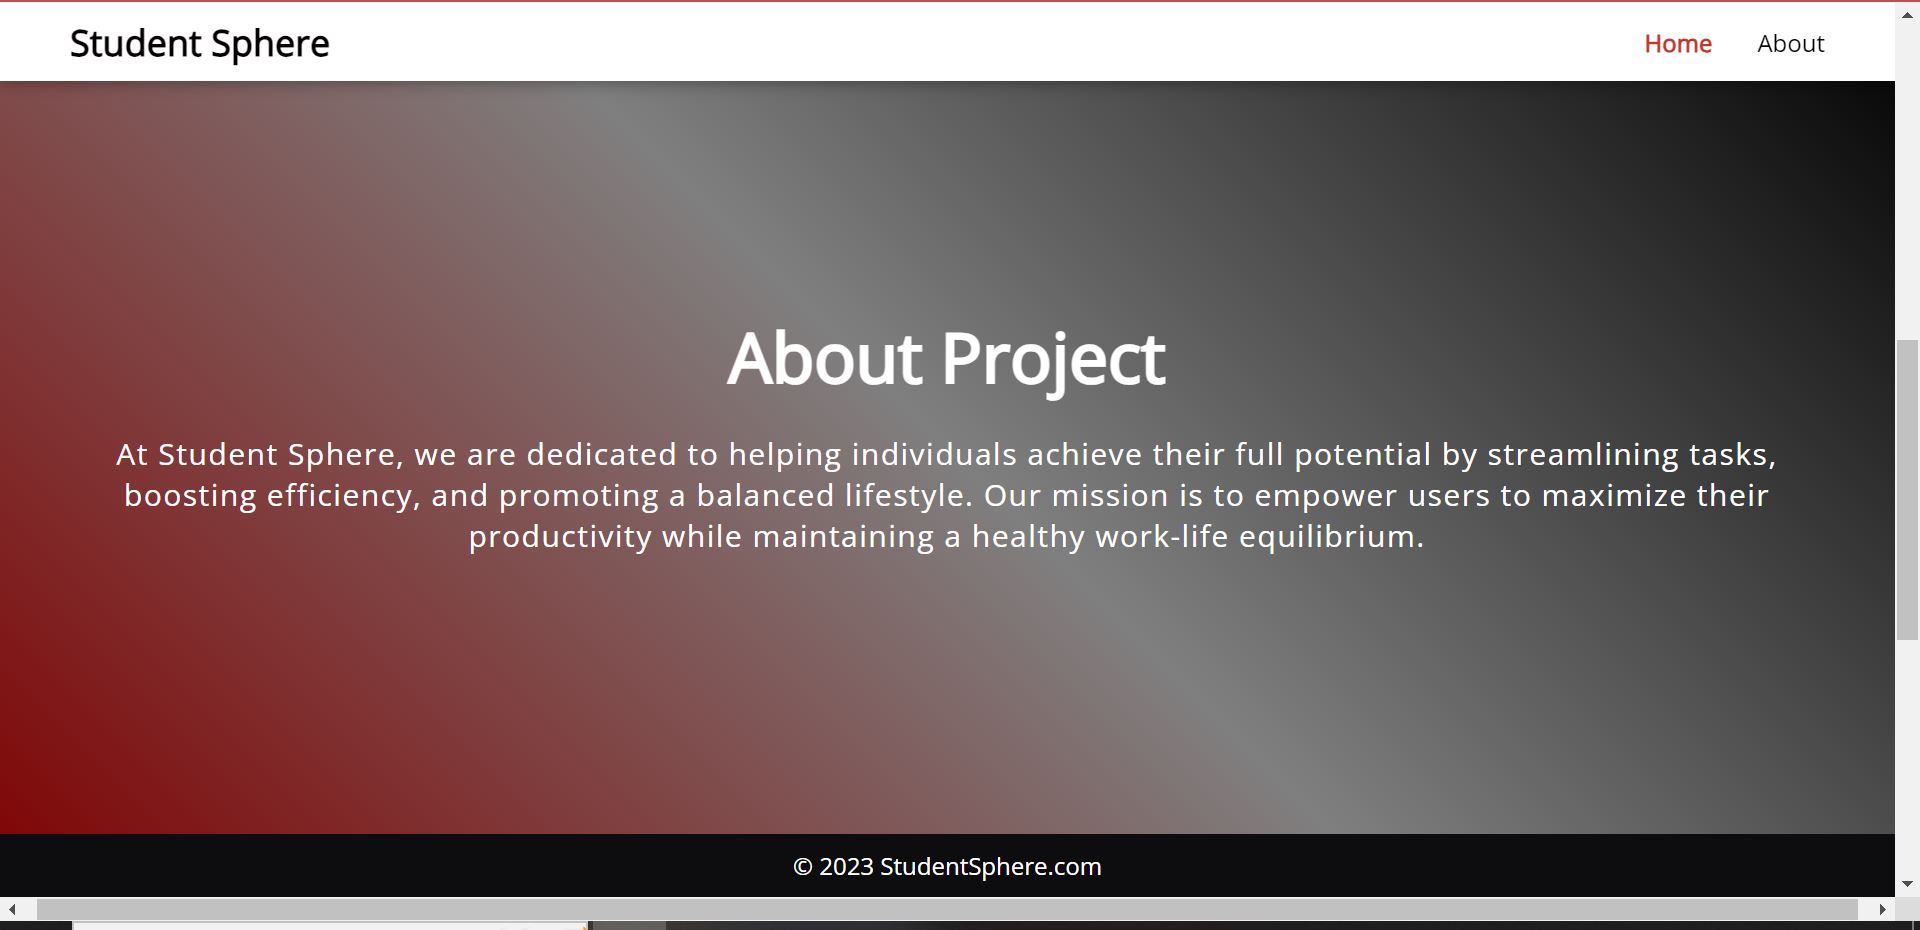 Student Sphere
Home About
About Project
At Student Sphere, we are dedicated to helping individuals achieve their full potential by streamlining tasks,
boosting efficiency, and promoting a balanced lifestyle. Our mission is to empower users to maximize their
productivity while maintaining a healthy work-life equilibrium.
© 2023 StudentSphere.com